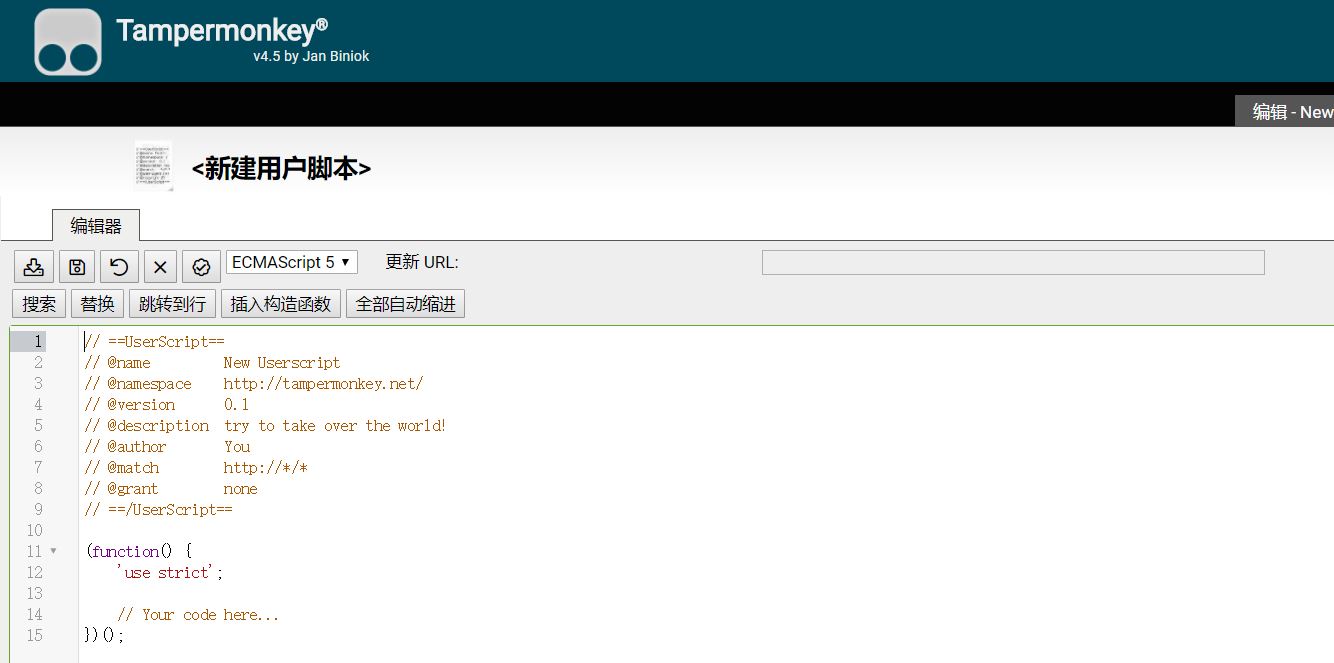 Tampermonkey®
v4.5 by Jan Biniok
编辑 - New
<新建用户脚本>
编辑器
ECMAScript 5 ▼ 更新 URL:
搜索 替换 跳转到行 插入构造函数 全部自动缩进
1 // ==UserScript==
2 // @name New Userscript
3 // @namespace http://tampermonkey.net/
4 // @version 0.1
5 // @description try to take over the world!
6 // @author You
7 // @match http://*/*
8 // @grant none
9 // ==/UserScript==
10
11 (function() {
12 'use strict';
13
14 // Your code here...
15 })();